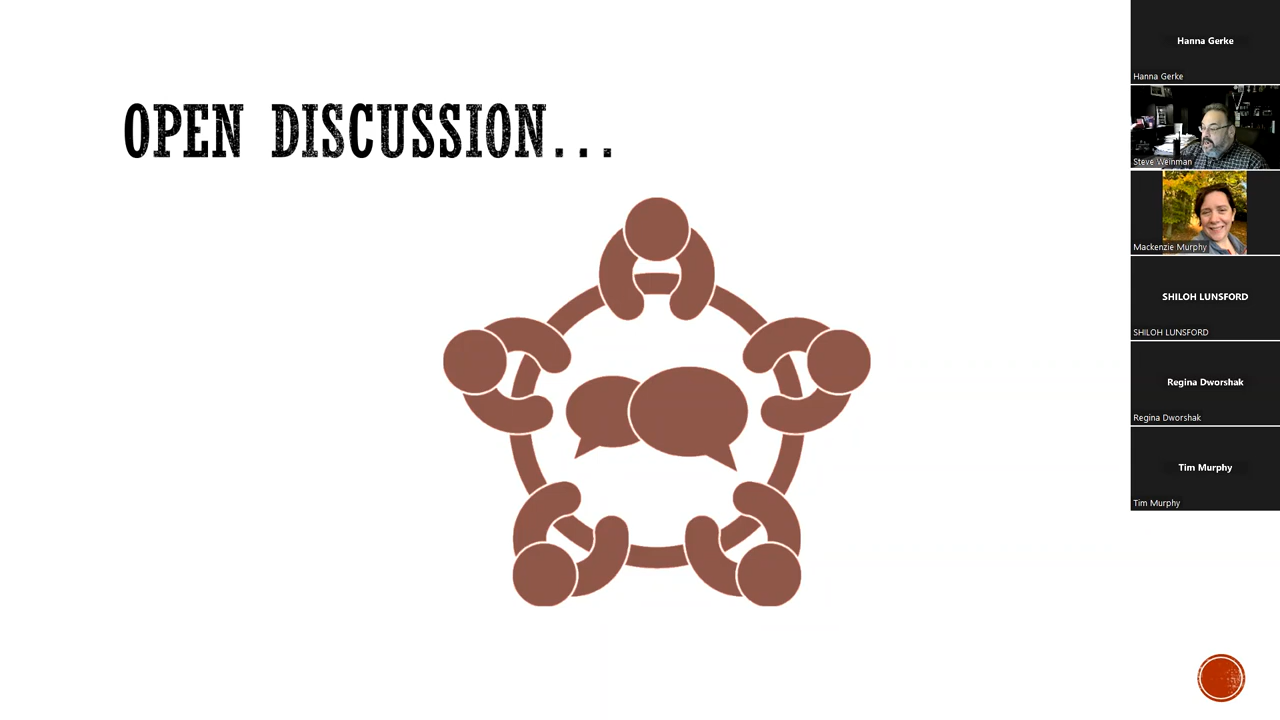 OPEN DISCUSSION...
Hanna Gerke
Hanna Gerke
Steve Weinman
Mackenzie Murphy
SHILOH LUNSFORD
SHILOH LUNSFORD
Regina Dworshak
Regina Dworshak
Tim Murphy
Tim Murphy